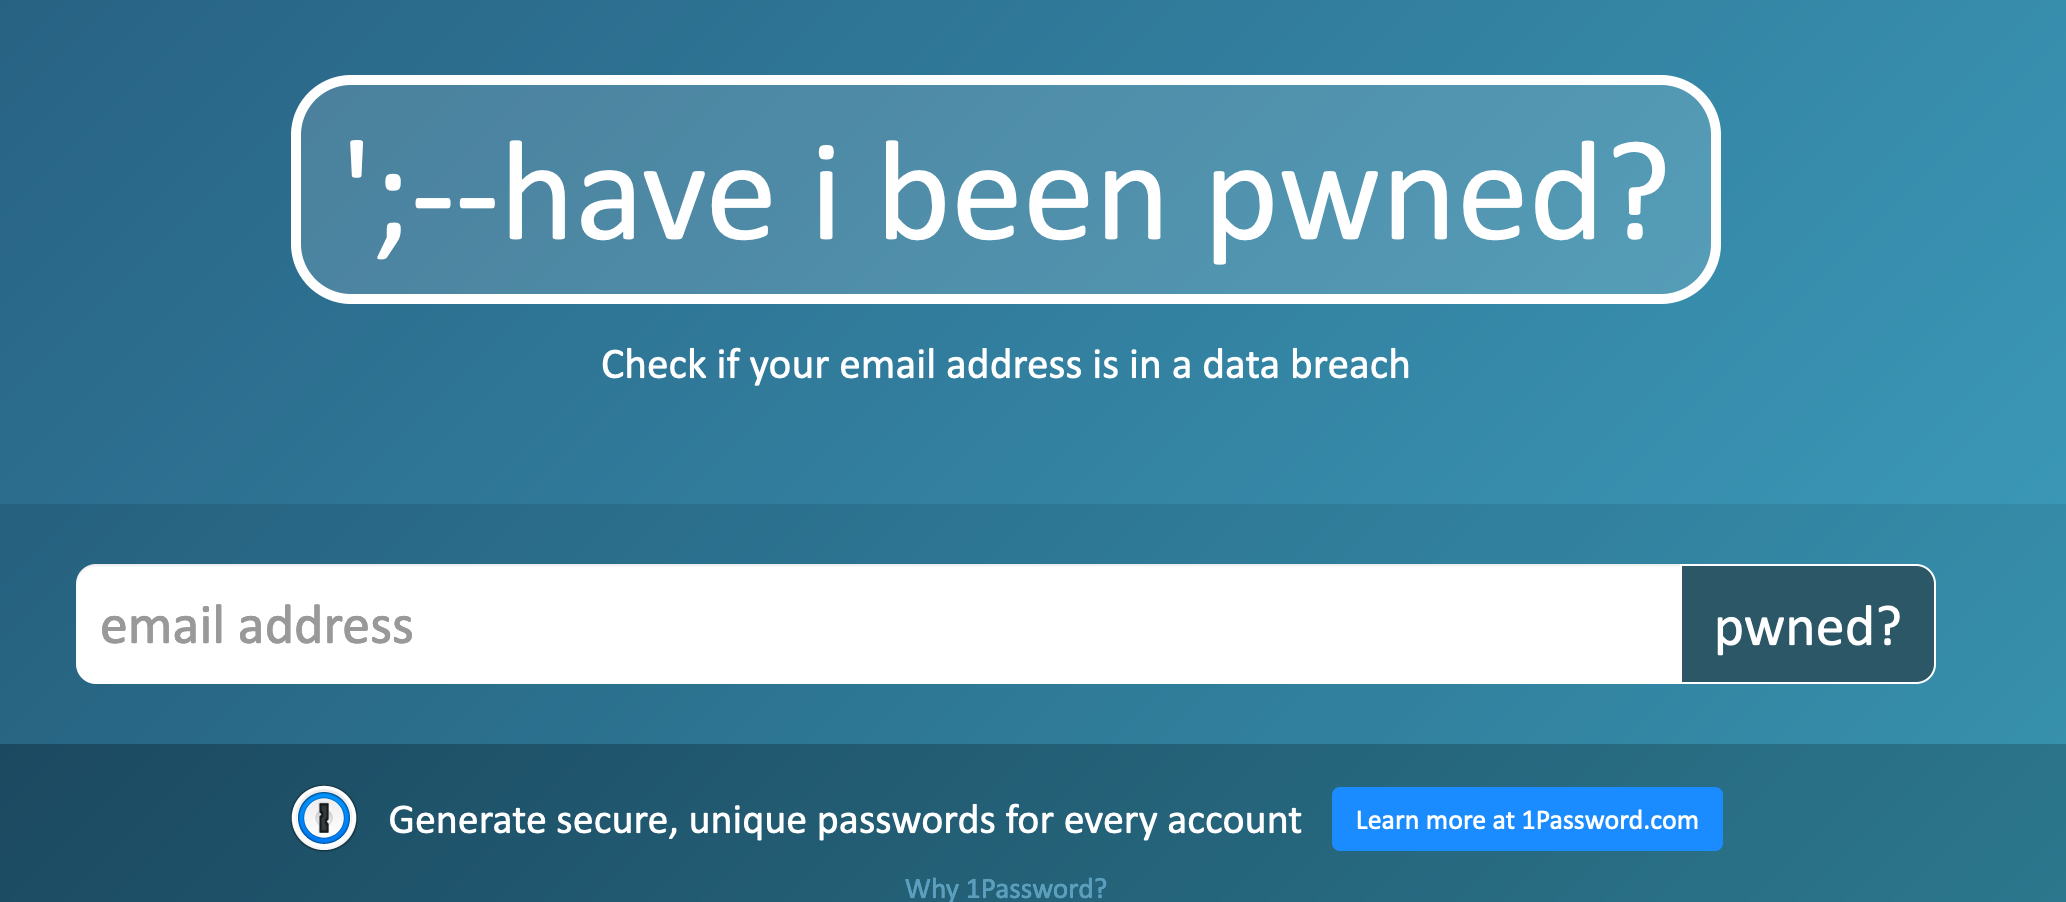 ';--have i been pwned?
Check if your email address is in a data breach
email address
pwned?
Generate secure, unique passwords for every account
Learn more at 1Password.com
Why 1Password?